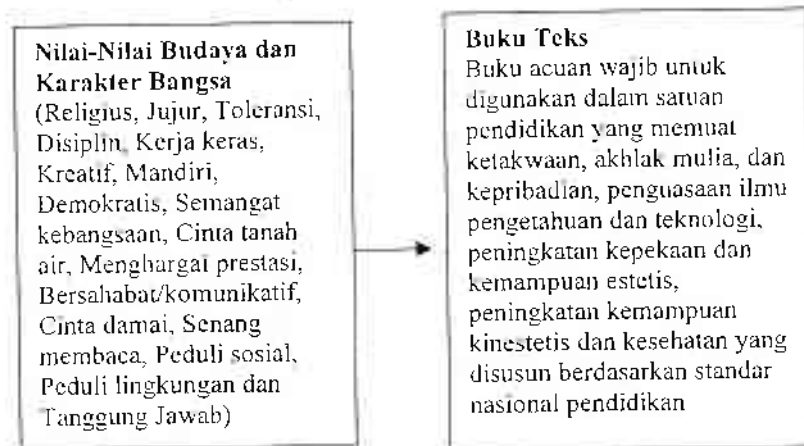 Nilai-Nilai Budaya dan
Karakter Bangsa
(Religius, Jujur, Toleransi,
Disiplin, Kerja keras,
Kreatif, Mandiri,
Demokratis, Semangat
kebangsaan, Cinta tanah
air, Menghargai prestasi,
Bersahabat/komunikatif,
Cinta damai, Senang
membaca, Peduli sosial,
Peduli lingkungan dan
Tanggung Jawab)
Buku Teks
Buku acuan wajib untuk
digunakan dalam satuan
pendidikan yang memuat
ketakwaan, akhlak mulia, dan
kepribadian, penguasaan ilmu
pengetahuan dan teknologi,
peningkatan kepekaan dan
kemampuan estetis,
peningkatan kemampuan
kinestetis dan kesehatan yang
disusun berdasarkan standar
nasional pendidikan